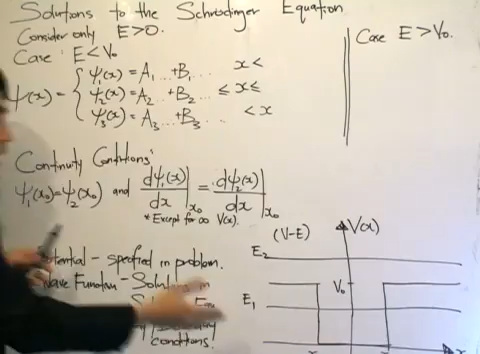 Solutions to the Schrodinger Equation
Consider only E>0.
Case: E<V₀
ψ(x) = { ψ₁(x) = A₁ ... +B₁ ... x <
ψ₂(x) = A₂ ... +B₂ ... ≤ x ≤
ψ₃(x) = A₃ ... +B₃ ... < x
Case E>V₀.
Continuity Conditions:
ψ₁(x₀)=ψ₂(x₀) and dψ₁(x)/dx |x₀ = dψ₂(x)/dx |x₀
*Except for ∞ V(x).
- specified in problem.
Wave Function - Solutions in
conditions.
(V-E)
V(x)
E₂
V₀
E₁
x